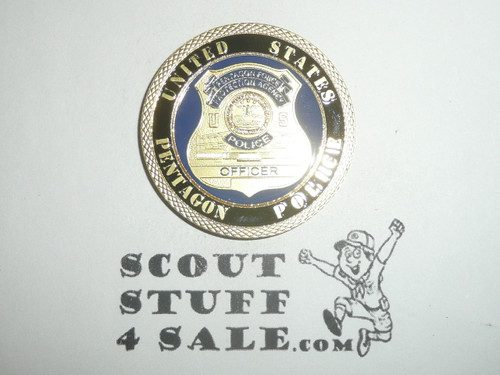 UNITED STATES
PENTAGON FORCE
PROTECTION AGENCY
U S
POLICE
OFFICER
PENTAGON POLICE
SCOUT
STUFF
4 SALE.COM